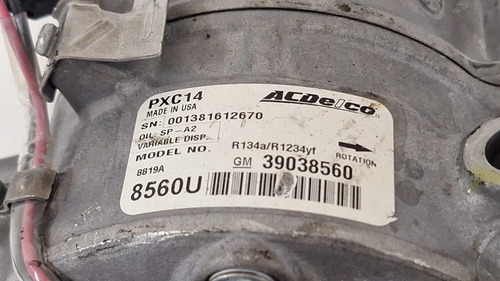 PXC14
ACDelco
MADE IN USA
SN: 001381612670
OIL: SP-A2
VARIABLE DISP.
R134a/R1234yf
ROTATION
MODEL NO.
GM 39038560
8819A
8560U